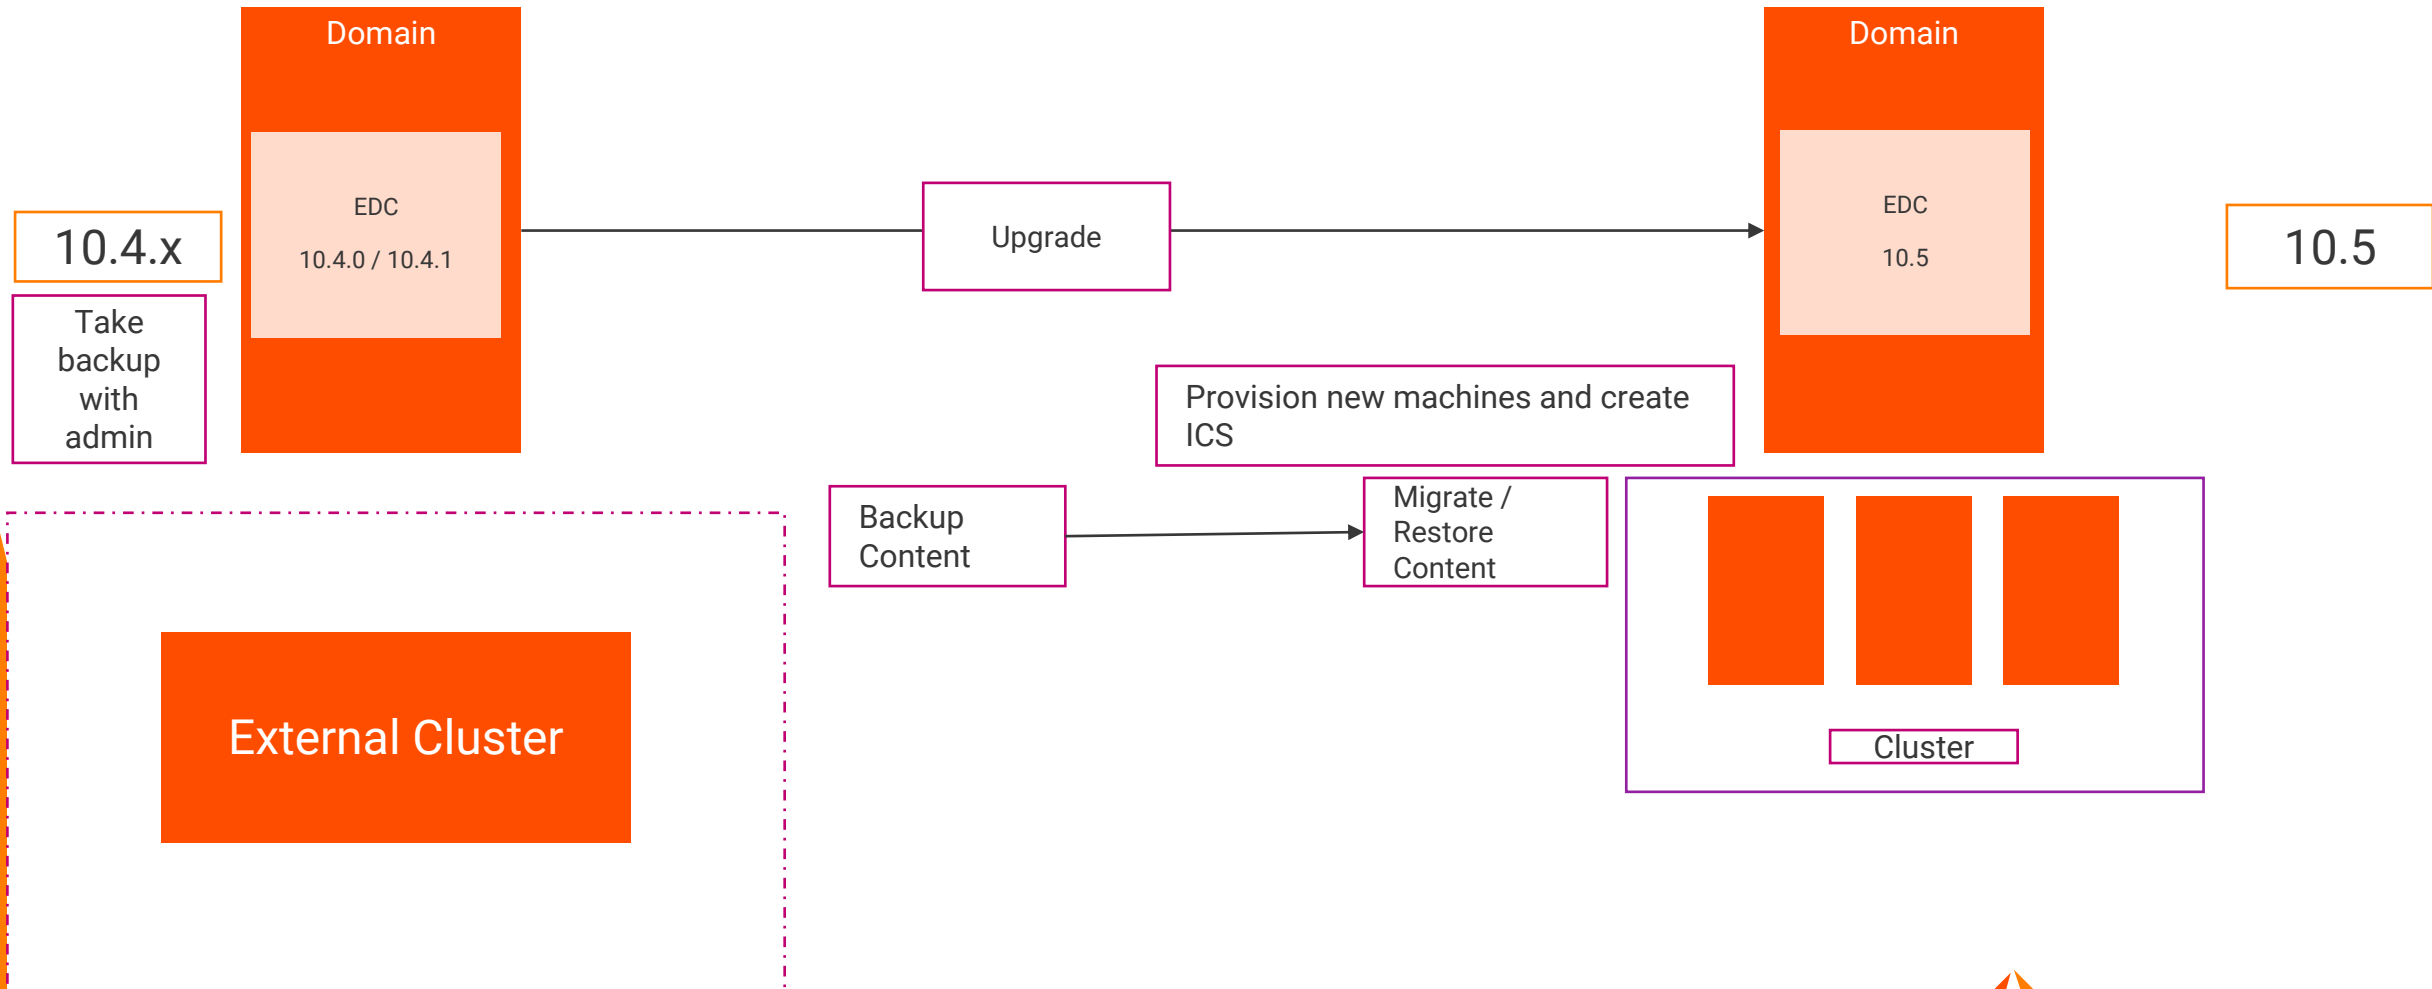 Domain
EDC
10.4.0 / 10.4.1
10.4.x
Take
backup
with
admin
Upgrade
Domain
EDC
10.5
10.5
Provision new machines and create
ICS
Backup
Content
Migrate /
Restore
Content
External Cluster
Cluster